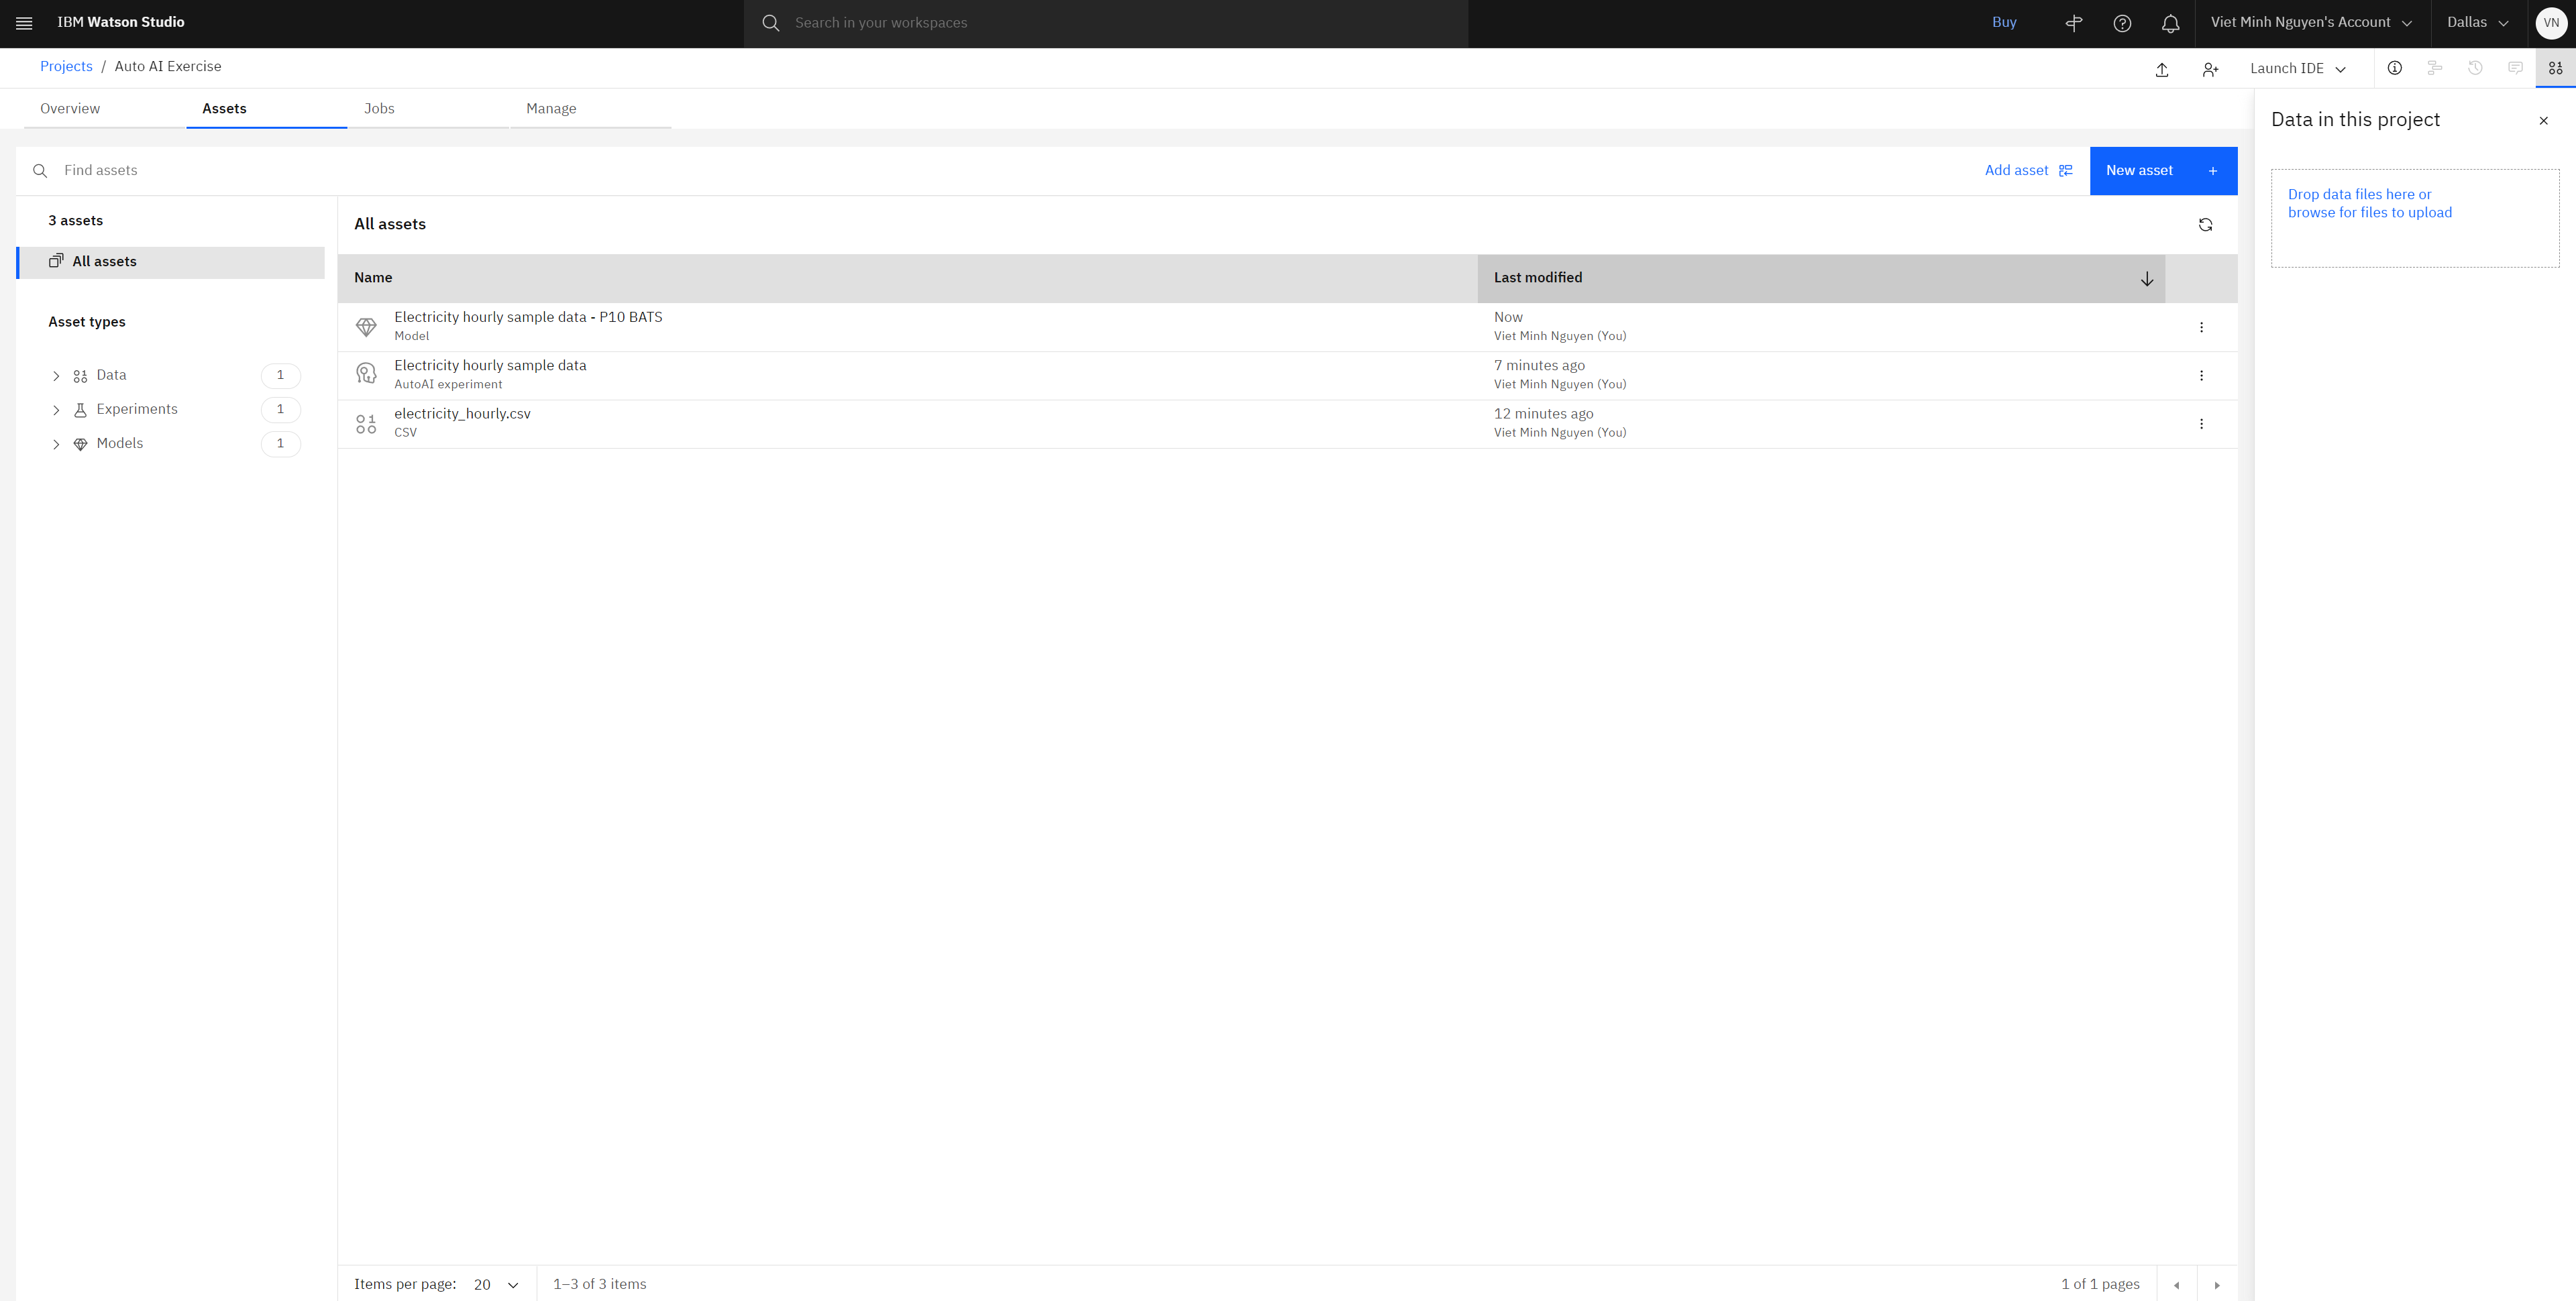 IBM Watson Studio
Search in your workspaces
Buy
Viet Minh Nguyen's Account
Dallas
VN
Projects / Auto AI Exercise
Launch IDE
Overview
Assets
Jobs
Manage
Data in this project
Drop data files here or
browse for files to upload
Find assets
Add asset
New asset +
3 assets
All assets
Asset types
Data 1
Experiments 1
Models 1
All assets
Name
Last modified
Electricity hourly sample data - P10 BATS
Model
Now
Viet Minh Nguyen (You)
Electricity hourly sample data
AutoAI experiment
7 minutes ago
Viet Minh Nguyen (You)
electricity_hourly.csv
CSV
12 minutes ago
Viet Minh Nguyen (You)
Items per page: 20
1–3 of 3 items
1 of 1 pages